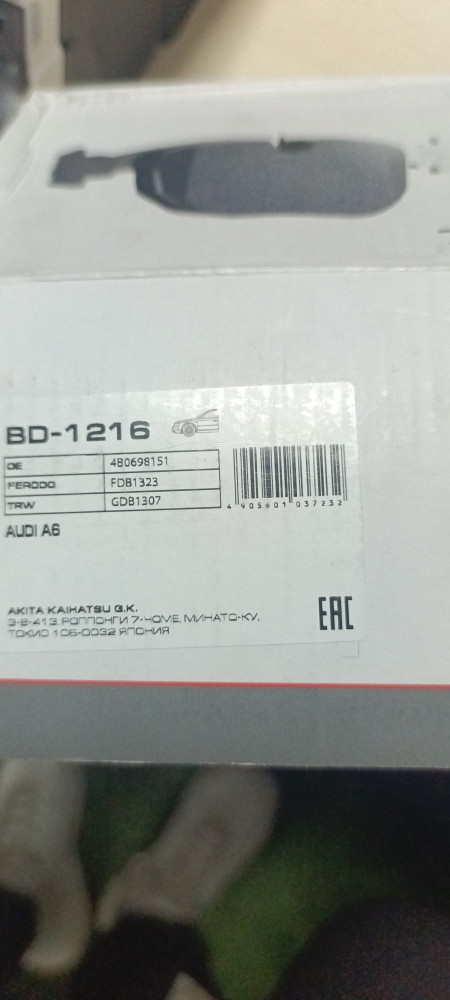 BD-1216
OE 4B0698151
FERODO FDB1323
TRW GDB1307
4 905601 037232
AUDI A6
AKITA KAIHATSU G.K.
3-8-413, РОППОНГИ 7-ЧОМЕ, МИНАТО-КУ,
ТОКИО 106-0032 ЯПОНИЯ
EAC